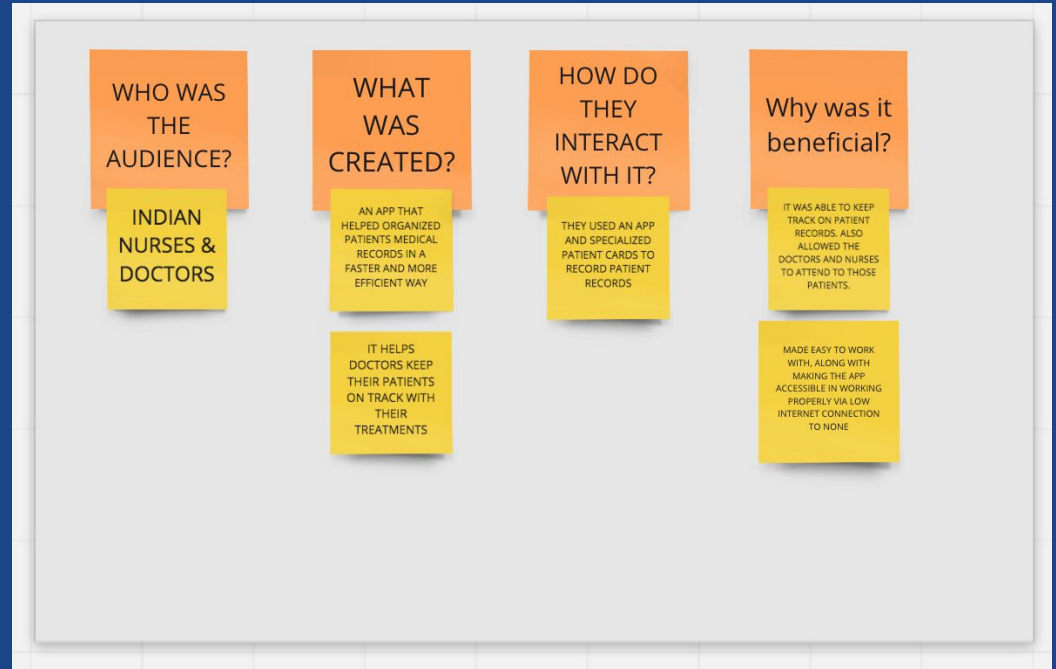 WHO WAS
THE
AUDIENCE?
INDIAN
NURSES &
DOCTORS
WHAT
WAS
CREATED?
AN APP THAT
HELPED ORGANIZED
PATIENTS MEDICAL
RECORDS IN A
FASTER AND MORE
EFFICIENT WAY
IT HELPS
DOCTORS KEEP
THEIR PATIENTS
ON TRACK WITH
THEIR
TREATMENTS
HOW DO
THEY
INTERACT
WITH IT?
THEY USED AN APP
AND SPECIALIZED
PATIENT CARDS TO
RECORD PATIENT
RECORDS
Why was it
beneficial?
IT WAS ABLE TO KEEP
TRACK ON PATIENT
RECORDS. ALSO
ALLOWED THE
DOCTORS AND NURSES
TO ATTEND TO THOSE
PATIENTS.
MADE EASY TO WORK
WITH, ALONG WITH
MAKING THE APP
ACCESSIBLE IN WORKING
PROPERLY VIA LOW
INTERNET CONNECTION
TO NONE